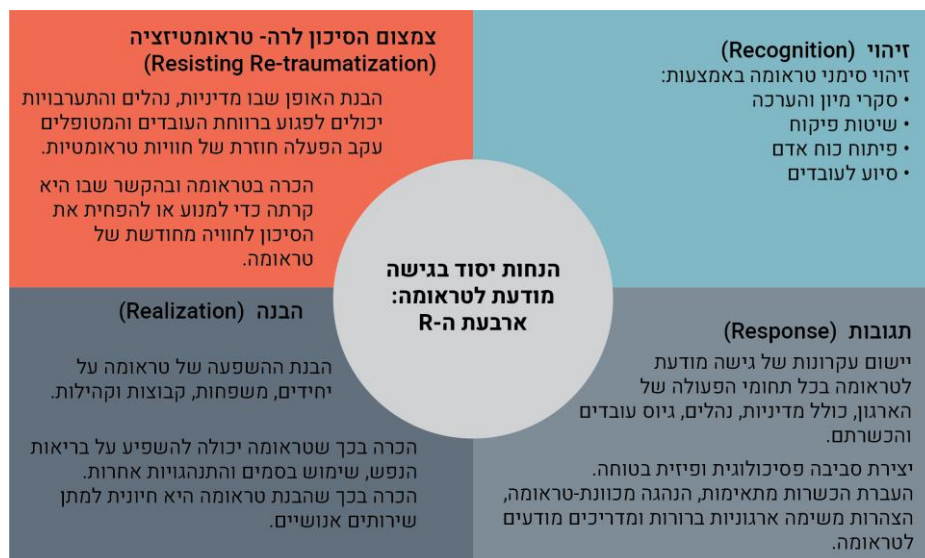 זיהוי (Recognition)
זיהוי סימני טראומה באמצעות:
• סקרי מיון והערכה
• שיטות פיקוח
• פיתוח כוח אדם
• סיוע לעובדים
צמצום הסיכון לרה- טראומטיזציה
(Resisting Re-traumatization)
הבנת האופן שבו מדיניות, נהלים והתערבויות
יכולים לפגוע ברווחת העובדים והמטופלים
עקב הפעלה חוזרת של חוויות טראומטיות.
הכרה בטראומה ובהקשר שבו היא
קרתה כדי למנוע או להפחית את
הסיכון לחוויה מחודשת של
טראומה.
הנחות יסוד בגישה
מודעת לטראומה:
ארבעת ה-R
תגובות (Response)
יישום עקרונות של גישה מודעת
לטראומה בכל תחומי הפעולה של
הארגון, כולל מדיניות, נהלים, גיוס עובדים
והכשרתם.
יצירת סביבה פסיכולוגית ופיזית בטוחה.
העברת הכשרות מתאימות, הנהגה מכוונת-טראומה,
הצהרות משימה ארגוניות ברורות ומדריכים מודעים
לטראומה.
הבנה (Realization)
הבנת ההשפעה של טראומה על
יחידים, משפחות, קבוצות וקהילות.
הכרה בכך שטראומה יכולה להשפיע על בריאות
הנפש, שימוש בסמים והתנהגויות אחרות.
הכרה בכך שהבנת טראומה היא חיונית למתן
שירותים אנושיים.